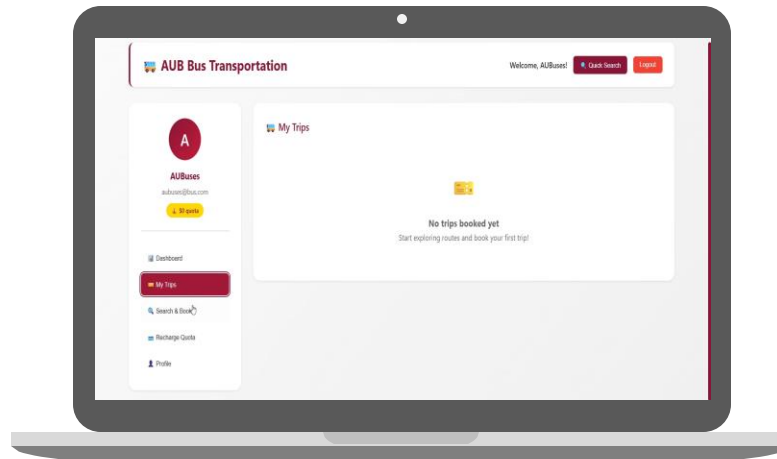 AUB Bus Transportation
Welcome, AUBuses!
Quick Search
Logout
A
AUBuses
aubuses@bus.com
50 quota
Dashboard
My Trips
Search & Book
Recharge Quota
Profile
My Trips
No trips booked yet
Start exploring routes and book your first trip!